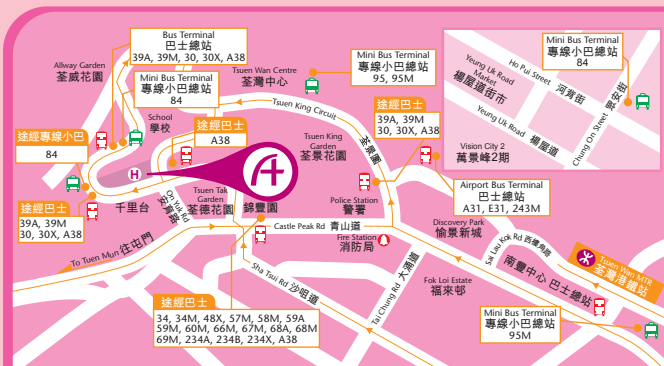 Bus Terminal
巴士總站
39A, 39M, 30, 30X, A38
Allway Garden
荃威花園
Mini Bus Terminal
專線小巴總站
84
School
學校
途經專線小巴
84
途經巴士
A38
Tsuen Wan Centre
荃灣中心
Mini Bus Terminal
專線小巴總站
95, 95M
Tsuen King Circuit
荃景圍
Tsuen King
Garden
荃景花園
途經巴士
39A, 39M
30, 30X, A38
Mini Bus Terminal
專線小巴總站
84
Yeung Uk Road
Market
楊屋道街市
Ho Pui Street
河背街
Yeung Uk Road
楊屋道
Chung On Street
眾安街
Vision City 2
萬景峰2期
H
千里台
途經巴士
39A, 39M
30, 30X, A38
On Yuk Rd
安育路
Tsuen Tak
Garden
荃德花園
錦豐園
Police Station
警署
Airport Bus Terminal
巴士總站
A31, E31, 243M
Castle Peak Rd 青山道
Fire Station
消防局
Discovery Park
愉景新城
Sai Lau Kok Rd 西樓角路
Tsuen Wan MTR
荃灣港鐵站
南豐中心 巴士總站
To Tuen Mun 往屯門
Sha Tsui Rd 沙咀道
Tai Chung Rd 大涌道
Fok Loi Estate
福來邨
途經巴士
34, 34M, 48X, 57M, 58M, 59A
59M, 60M, 66M, 67M, 68A, 68M
69M, 234A, 234B, 234X, A38
Mini Bus Terminal
專線小巴總站
95M